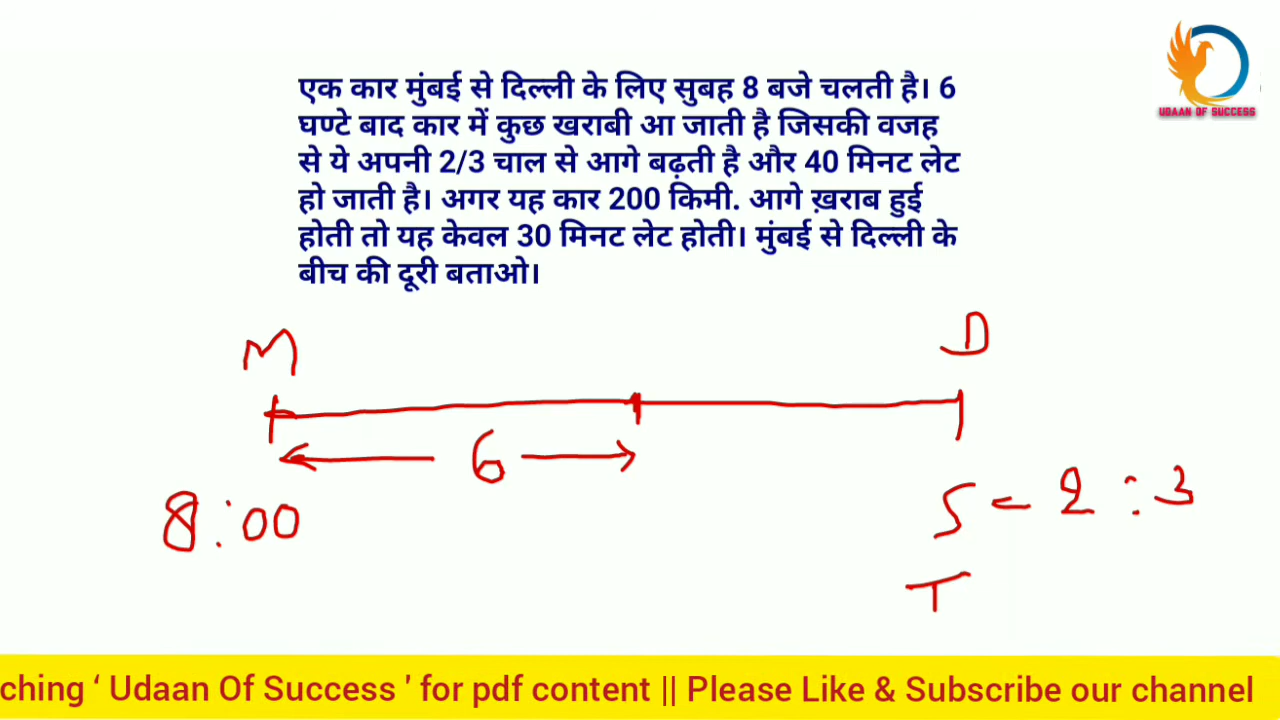 UDAAN OF SUCCESS
एक कार मुंबई से दिल्ली के लिए सुबह 8 बजे चलती है। 6
घण्टे बाद कार में कुछ खराबी आ जाती है जिसकी वजह
से ये अपनी 2/3 चाल से आगे बढ़ती है और 40 मिनट लेट
हो जाती है। अगर यह कार 200 किमी. आगे ख़राब हुई
होती तो यह केवल 30 मिनट लेट होती। मुंबई से दिल्ली के
बीच की दूरी बताओ।
M D
6
8:00
S = 2 : 3
T
ching ‘ Udaan Of Success ' for pdf content || Please Like & Subscribe our channel